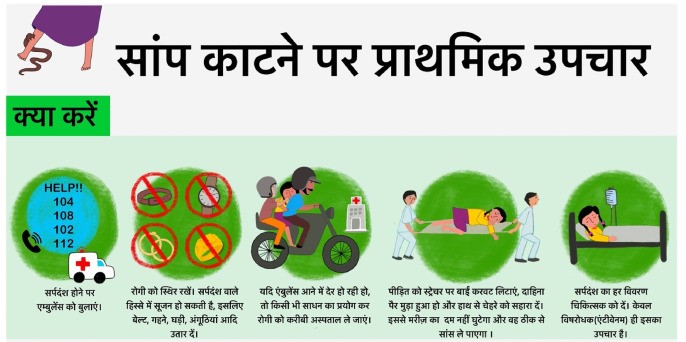 सांप काटने पर प्राथमिक उपचार
क्या करें
HELP!!
104
108
102
112
सर्पदंश होने पर
एम्बुलेंस को बुलाएं।
रोगी को स्थिर रखें। सर्पदंश वाले
हिस्से में सूजन हो सकती है, इसलिए
बेल्ट, गहने, घड़ी, अंगूठियां आदि
उतार दें।
यदि एंबुलेंस आने में देर हो रही हो,
तो किसी भी साधन का प्रयोग कर
रोगी को करीबी अस्पताल ले जाएं।
पीड़ित को स्ट्रेचर पर बाईं करवट लिटाएं, दाहिना
पैर मुड़ा हुआ हो और हाथ से चेहरे को सहारा दें।
इससे मरीज़ का दम नहीं घुटेगा और वह ठीक से
सांस ले पाएगा ।
सर्पदंश का हर विवरण
चिकित्सक को दें। केवल
विषरोधक(एंटीवेनम) ही इसका
उपचार है।